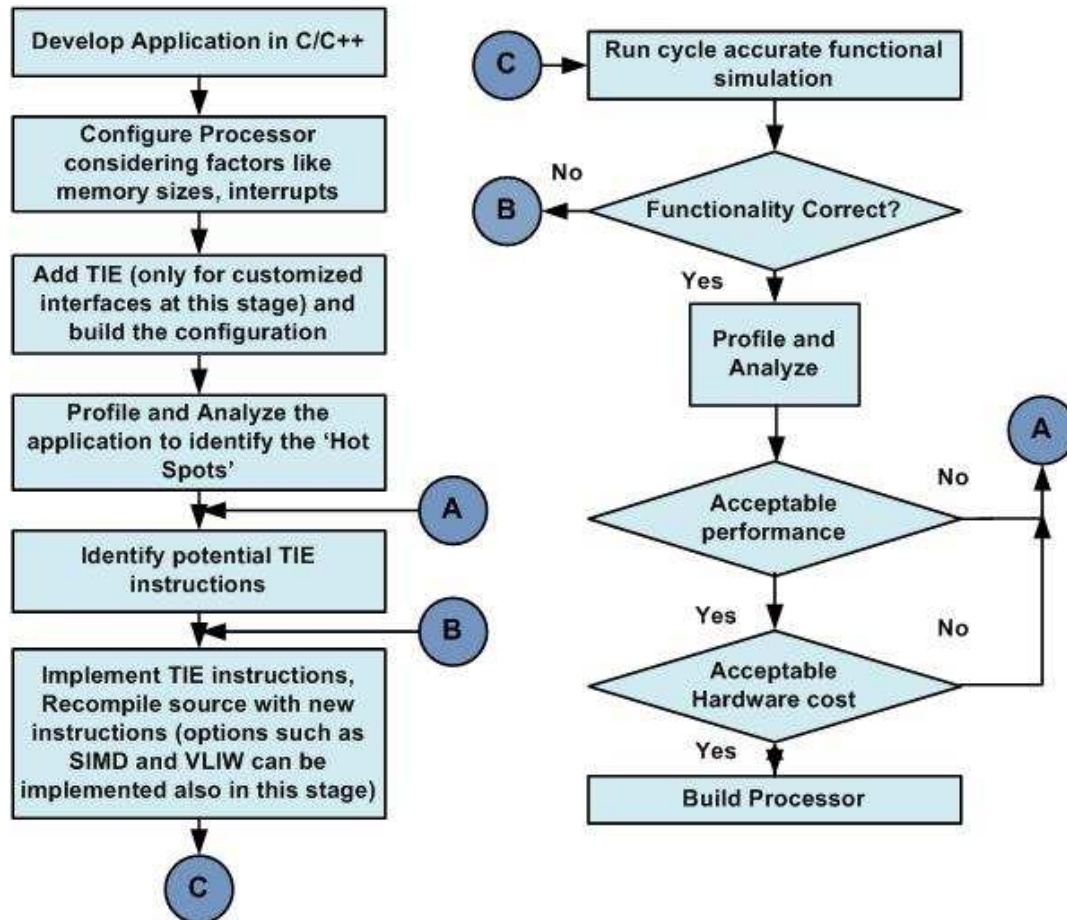 Develop Application in C/C++
Configure Processor
considering factors like
memory sizes, interrupts
Add TIE (only for customized
interfaces at this stage) and
build the configuration
Profile and Analyze the
application to identify the ‘Hot
Spots’
A
Identify potential TIE
instructions
B
Implement TIE instructions,
Recompile source with new
instructions (options such as
SIMD and VLIW can be
implemented also in this stage)
C
C
Run cycle accurate functional
simulation
No
B
Functionality Correct?
Yes
Profile and
Analyze
A
No
Acceptable
performance
Yes
No
Acceptable
Hardware cost
Yes
Build Processor